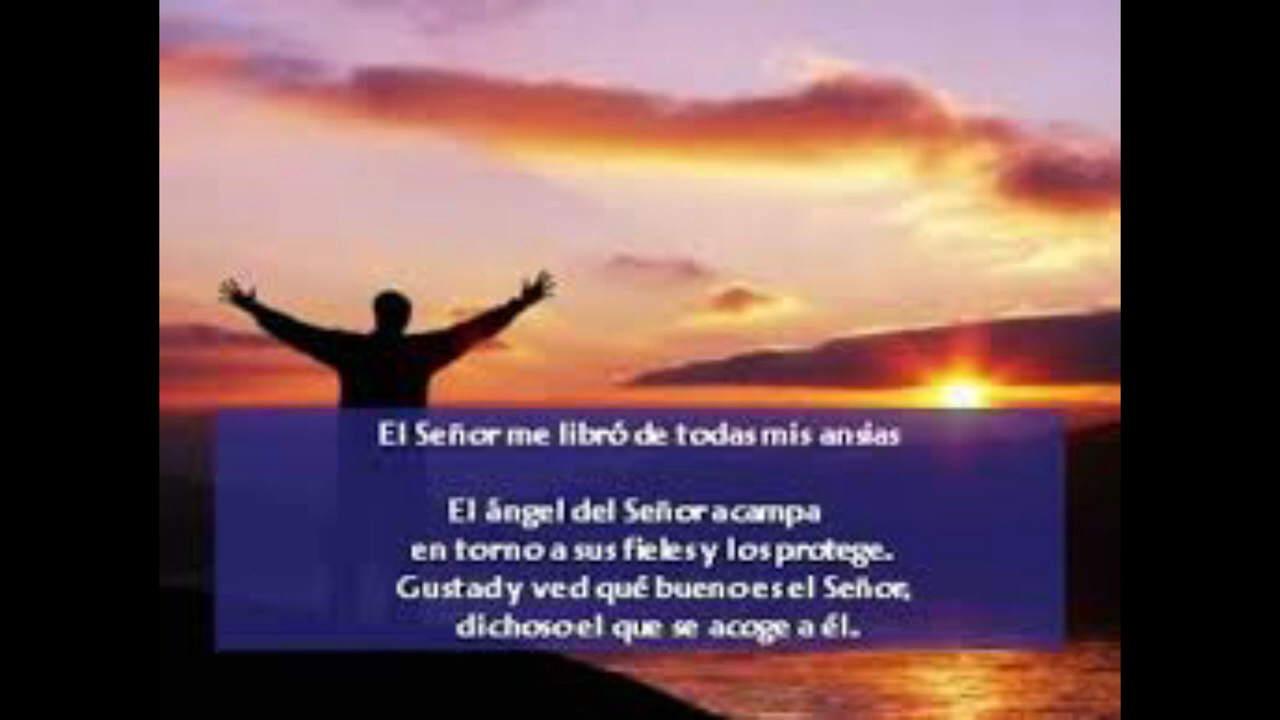 El Señor me libró de todas mis ansias
El ángel del Señor acampa
en torno a sus fieles y los protege.
Gustad y ved qué bueno es el Señor,
dichoso el que se acoge a él.